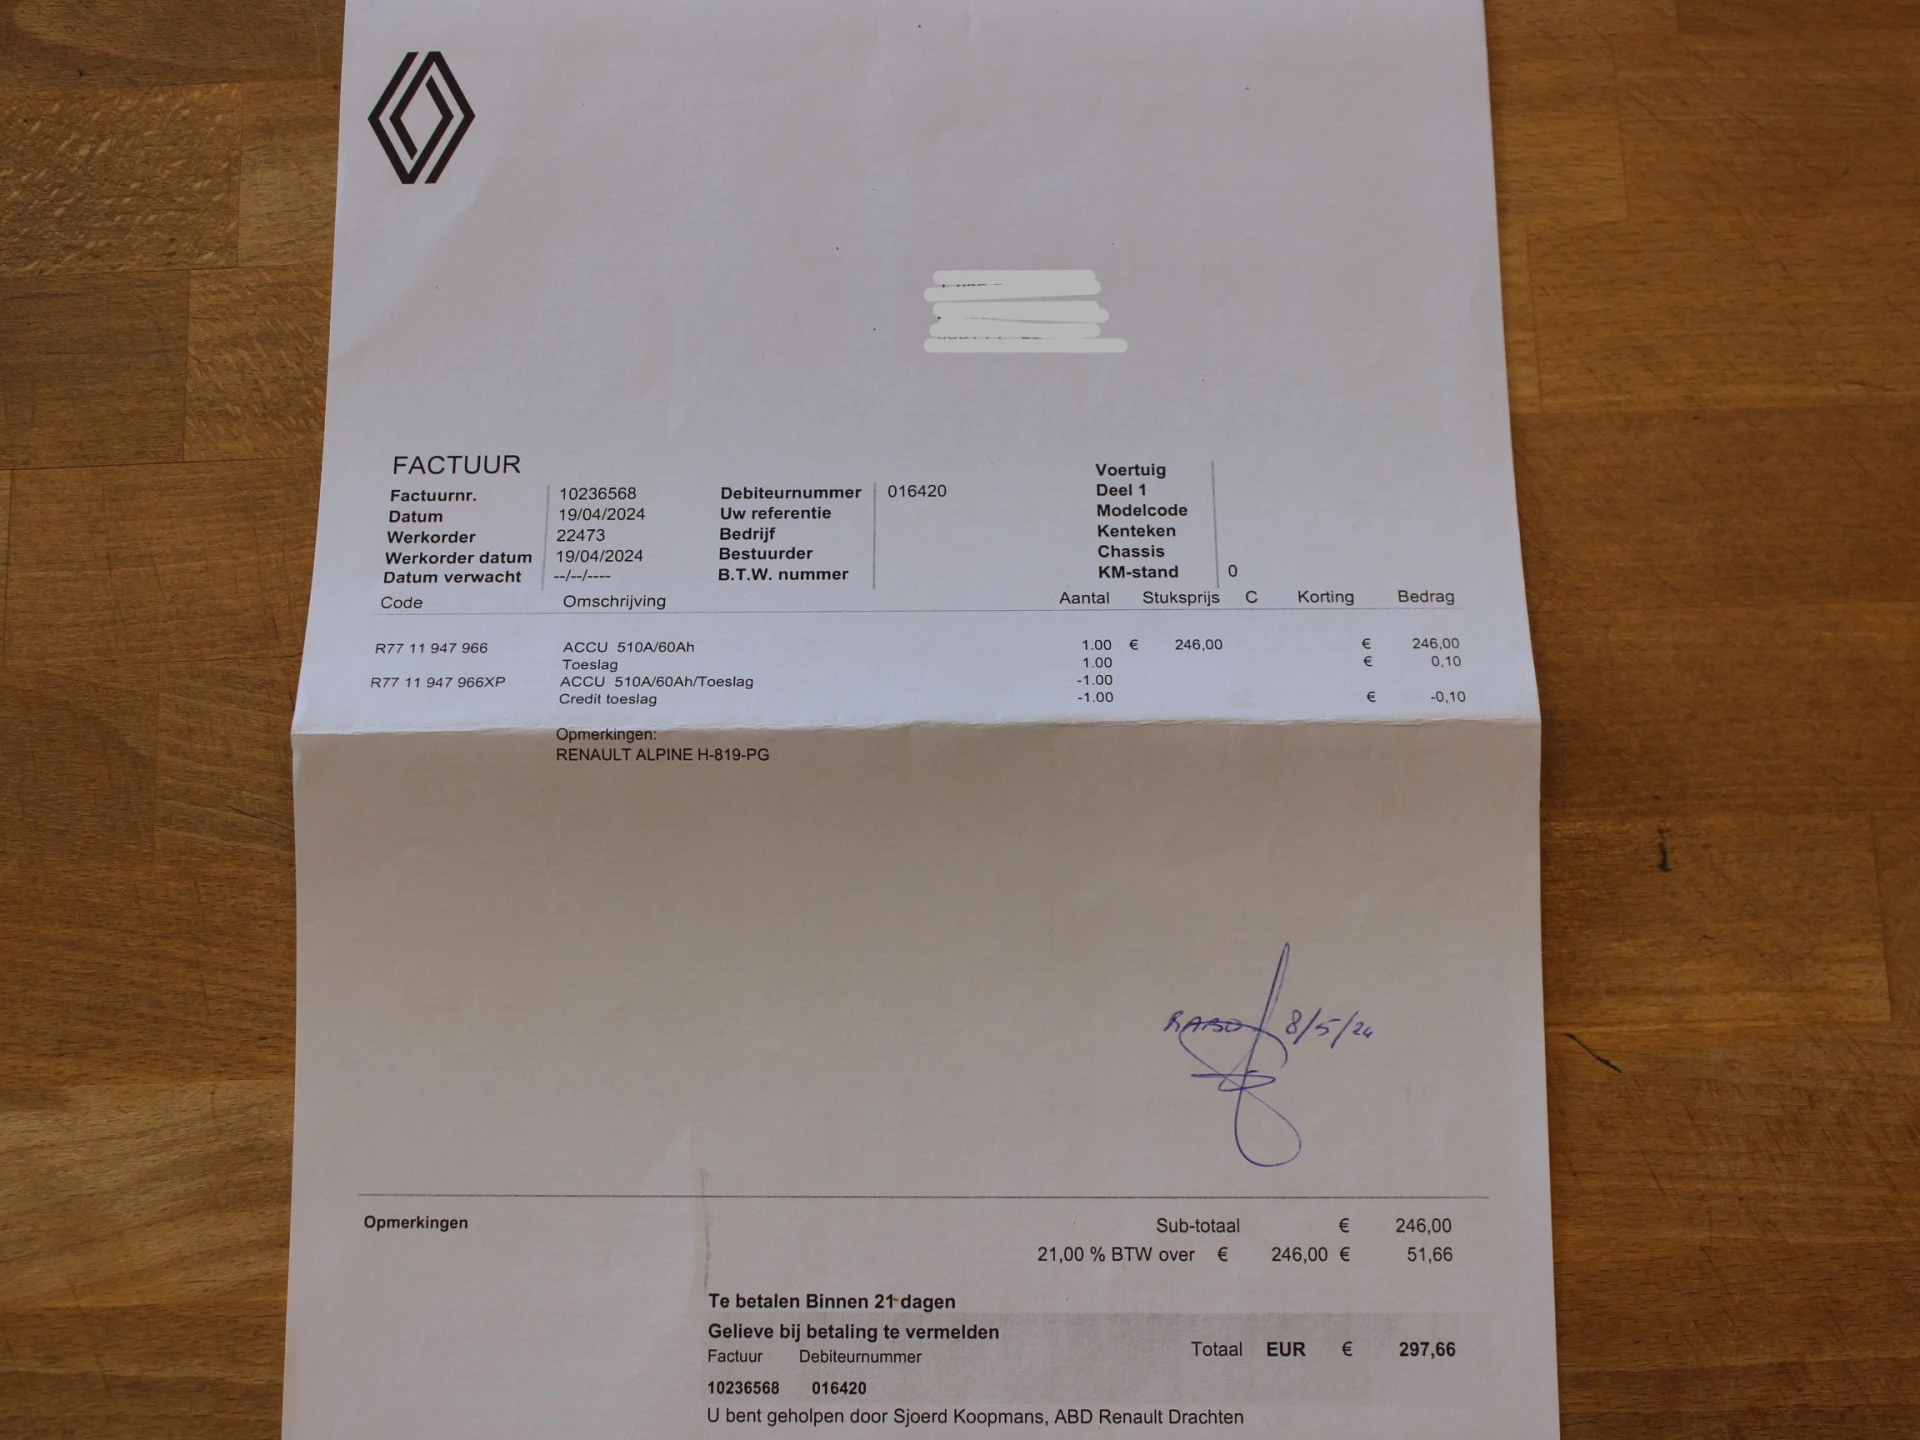 FACTUUR
Factuurnr. 10236568 Debiteurnummer 016420 Voertuig
Datum 19/04/2024 Uw referentie Deel 1
Werkorder 22473 Bedrijf Modelcode
Werkorder datum 19/04/2024 Bestuurder Kenteken
Datum verwacht --/--/---- B.T.W. nummer Chassis
KM-stand 0
Code Omschrijving Aantal Stuksprijs C Korting Bedrag
R77 11 947 966 ACCU 510A/60Ah 1.00 € 246,00 € 246,00
Toeslag 1.00 € 0,10
R77 11 947 966XP ACCU 510A/60Ah/Toeslag -1.00
Credit toeslag -1.00 € -0,10
Opmerkingen:
RENAULT ALPINE H-819-PG
RABO 8/5/24
Opmerkingen Sub-totaal € 246,00
21,00 % BTW over € 246,00 € 51,66
Te betalen Binnen 21 dagen
Gelieve bij betaling te vermelden
Factuur Debiteurnummer Totaal EUR € 297,66
10236568 016420
U bent geholpen door Sjoerd Koopmans, ABD Renault Drachten